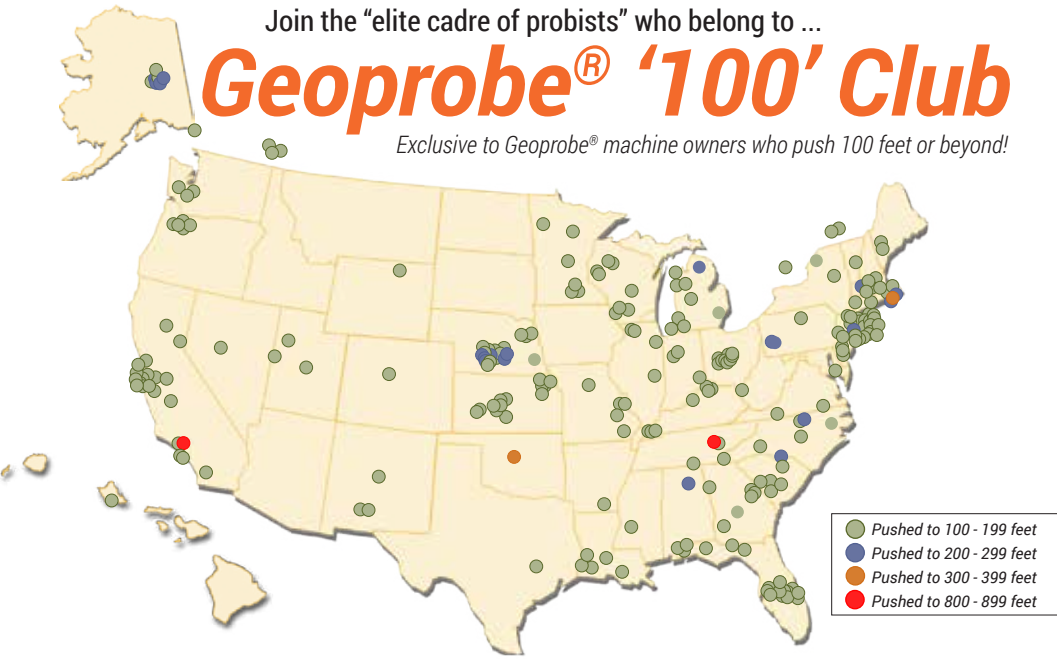 Join the “elite cadre of probists” who belong to ...
Geoprobe® ‘100’ Club
Exclusive to Geoprobe® machine owners who push 100 feet or beyond!
Pushed to 100 - 199 feet
Pushed to 200 - 299 feet
Pushed to 300 - 399 feet
Pushed to 800 - 899 feet